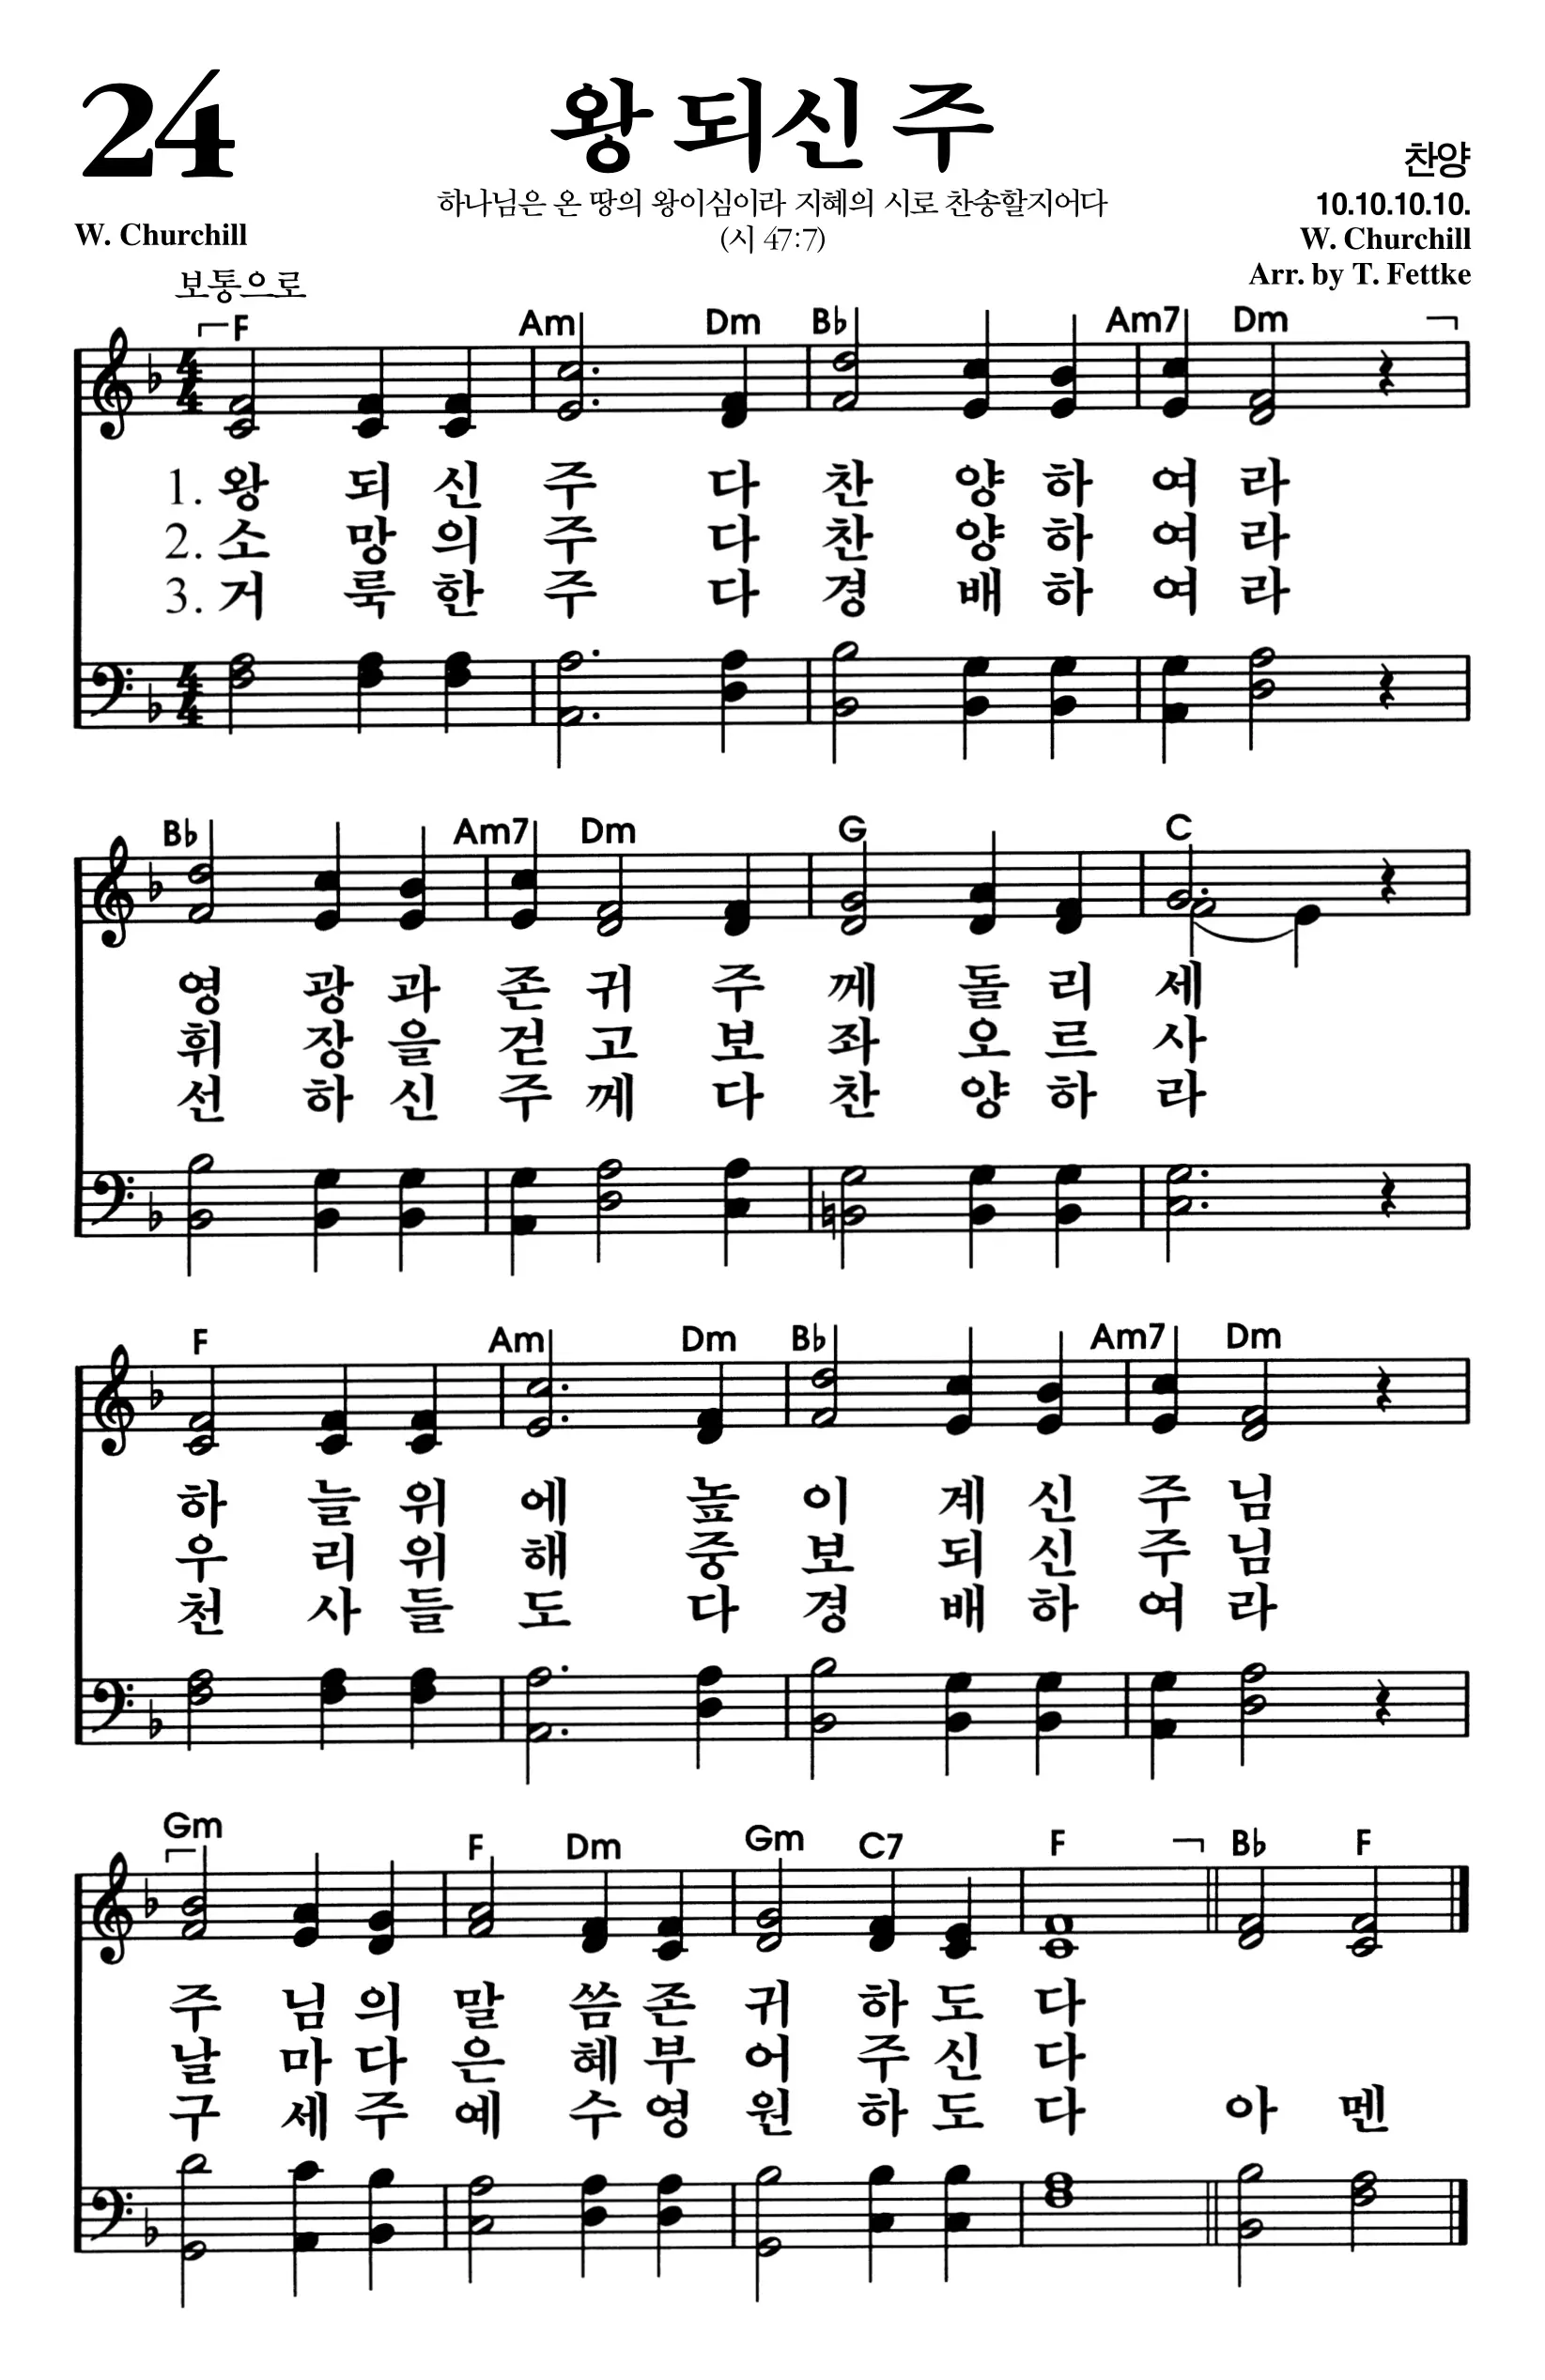 24
왕 되신 주
찬양
하나님은 온 땅의 왕이심이라 지혜의 시로 찬송할지어다
10.10.10.10.
W. Churchill
(시 47:7)
W. Churchill
Arr. by T. Fettke
보통으로
F Am Dm B♭ Am7 Dm
1. 왕 되 신 주 다 찬 양 하 여 라
2. 소 망 의 주 다 찬 양 하 여 라
3. 거 룩 한 주 다 경 배 하 여 라
B♭ Am7 Dm G C
영 광 과 존 귀 주 께 돌 리 세
휘 장 을 걷 고 보 좌 오 르 사
선 하 신 주 께 다 찬 양 하 라
F Am Dm B♭ Am7 Dm
하 늘 위 에 높 이 계 신 주 님
우 리 위 해 중 보 되 신 주 님
천 사 들 도 다 경 배 하 여 라
Gm F Dm Gm C7 F B♭ F
주 님 의 말 씀 존 귀 하 도 다
날 마 다 은 혜 부 어 주 신 다
구 세 주 예 수 영 원 하 도 다 아 멘